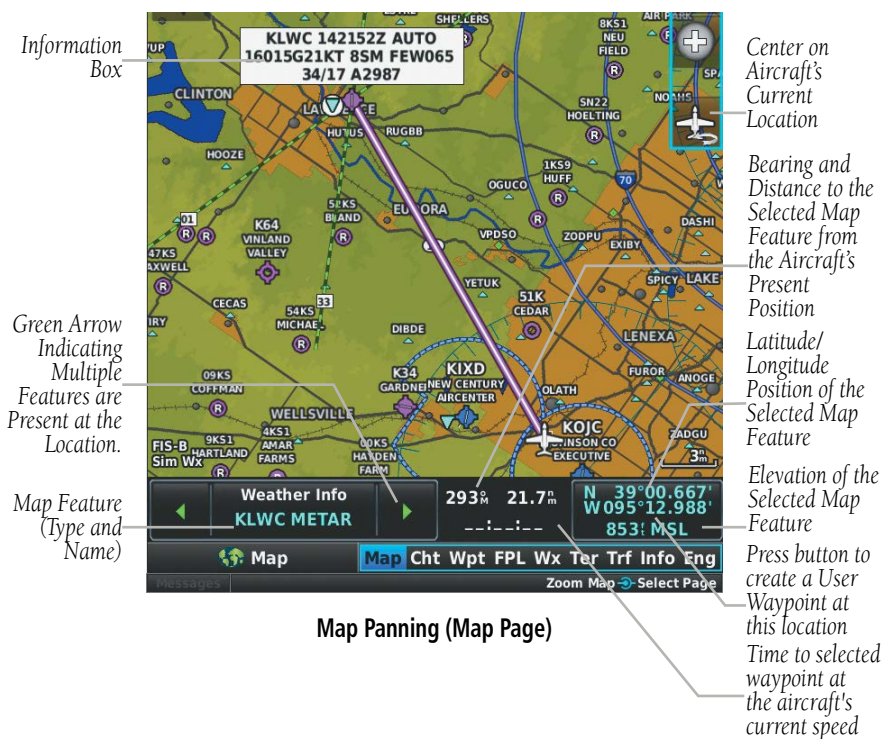 Information
Box
KLWC 142152Z AUTO
16015G21KT 8SM FEW065
34/17 A2987
SHELLERS
8KS1
NEU
FIELD
R
AIR PARK
Center on
Aircraft's
Current
Location
CLINTON
SN22
HOELTING
R
NOAHS
HUTUS
RUGBB
HOOZE
1KS9
HUFF
R
OGUCO
70
Bearing and
Distance to the
Selected Map
Feature from
the Aircraft's
Present
Position
01
R
R
K64
VINLAND
VALLEY
R
EUDORA
VPDSO
ZODPU
EXIBY
DASHI
47KS
YETUK
SPICY
LAKE
R
CECAS
33
54KS
R
51K
CEDAR
DIBDE
LENEXA
Green Arrow
Indicating
Multiple
Features are
Present at the
Location.
Latitude/
Longitude
Position of the
Selected Map
Feature
09KS
COFFMAN
R
K34
KIXD
NEW CENTURY
AIRCENTER
OLATH
FUROR
ANOGE
WELLSVILLE
KOJC
EXECUTIVE
FIS-B
Sim Wx
9KS1
HARTLAND
R
4KS1
AMAR
FARMS
FARM
3nm
Map Feature
(Type and
Name)
Weather Info
KLWC METAR
293°M 21.7nm
__:__:__
N 39°00.667'
W095°12.988'
853ft MSL
Elevation of the
Selected Map
Feature
Map
Map Cht Wpt FPL Wx Ter Trf Info Eng
Messages
Zoom Map Select Page
Press button to
create a User
Waypoint at
this location
Time to selected
waypoint at
the aircraft's
current speed
Map Panning (Map Page)